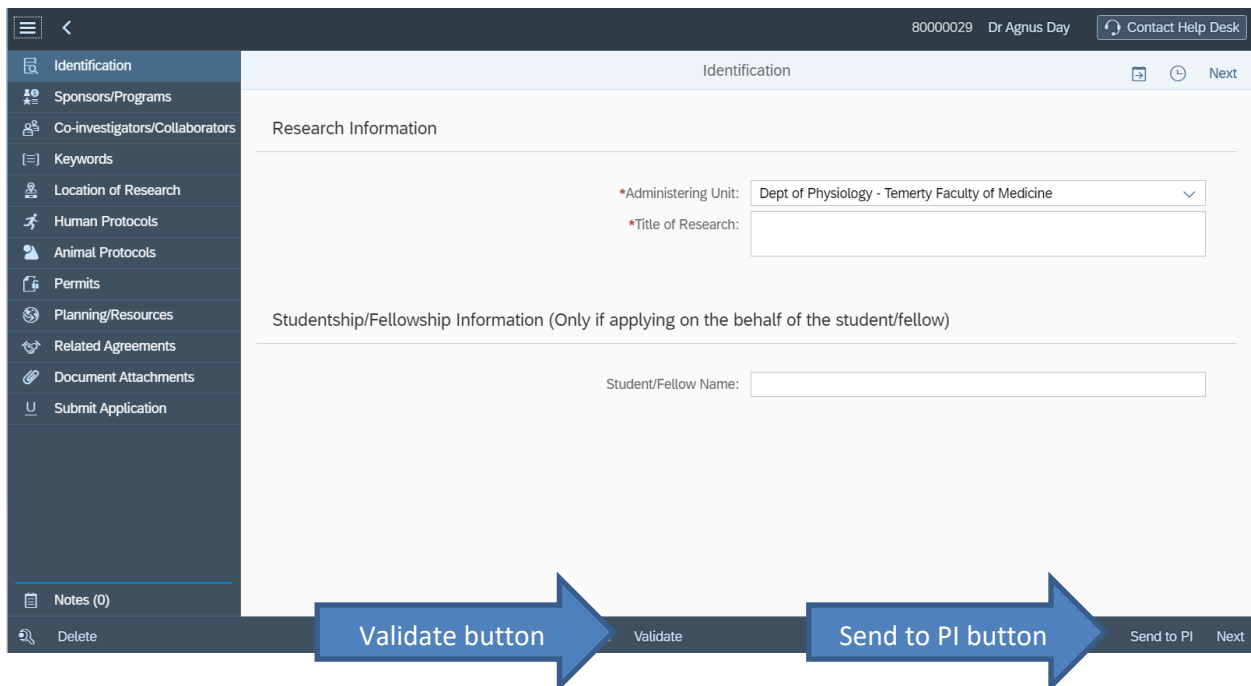 80000029 Dr Agnus Day Contact Help Desk
Identification
Sponsors/Programs
Co-investigators/Collaborators
Keywords
Location of Research
Human Protocols
Animal Protocols
Permits
Planning/Resources
Related Agreements
Document Attachments
Submit Application
Notes (0)
Identification Next
Research Information
*Administering Unit: Dept of Physiology - Temerty Faculty of Medicine
*Title of Research:
Studentship/Fellowship Information (Only if applying on the behalf of the student/fellow)
Student/Fellow Name:
Delete Validate button Validate Send to PI button Send to PI Next